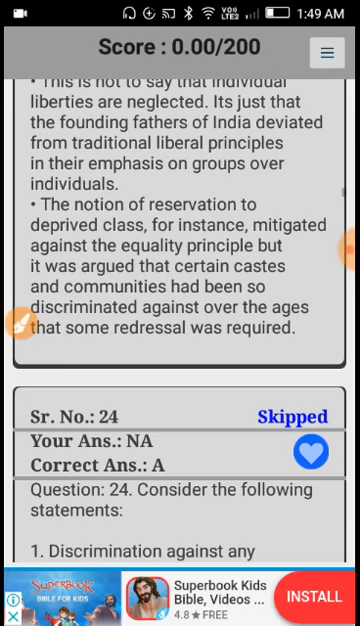 VoB
LTE2
1:49 AM
Score : 0.00/200
• This is not to say that individual
liberties are neglected. Its just that
the founding fathers of India deviated
from traditional liberal principles
in their emphasis on groups over
individuals.
• The notion of reservation to
deprived class, for instance, mitigated
against the equality principle but
it was argued that certain castes
and communities had been so
discriminated against over the ages
that some redressal was required.
Sr. No.: 24 Skipped
Your Ans.: NA
Correct Ans.: A
Question: 24. Consider the following
statements:
1. Discrimination against any
SUPERBOOK
BIBLE FOR KIDS
Superbook Kids
Bible, Videos ...
4.8★ FREE
INSTALL